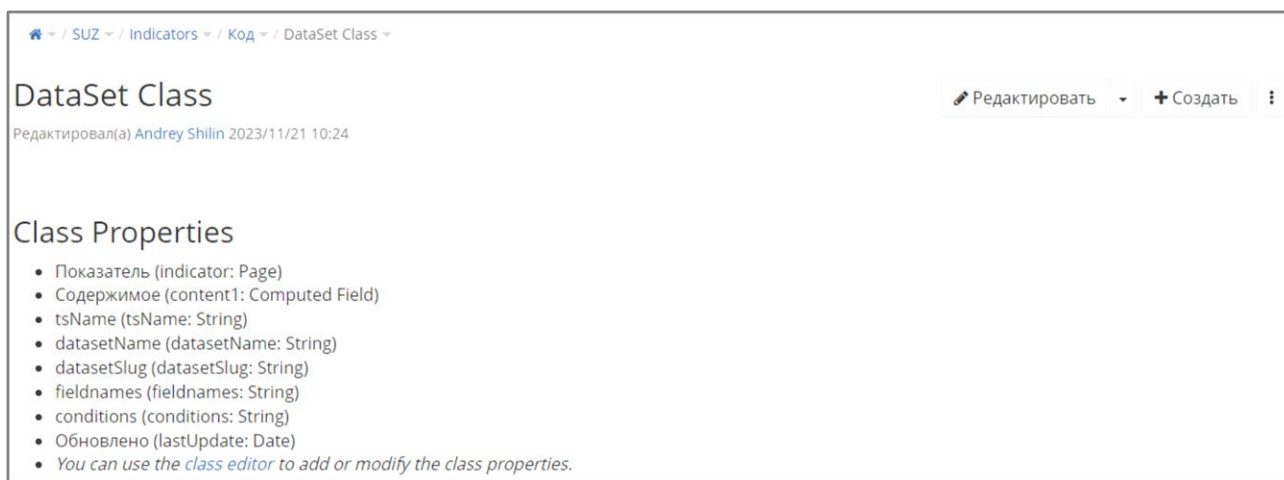 / SUZ / Indicators / Код / DataSet Class
DataSet Class
Редактировать
+ Создать
Редактировал(а) Andrey Shilin 2023/11/21 10:24
Class Properties
• Показатель (indicator: Page)
• Содержимое (content1: Computed Field)
• tsName (tsName: String)
• datasetName (datasetName: String)
• datasetSlug (datasetSlug: String)
• fieldnames (fieldnames: String)
• conditions (conditions: String)
• Обновлено (lastUpdate: Date)
• You can use the class editor to add or modify the class properties.